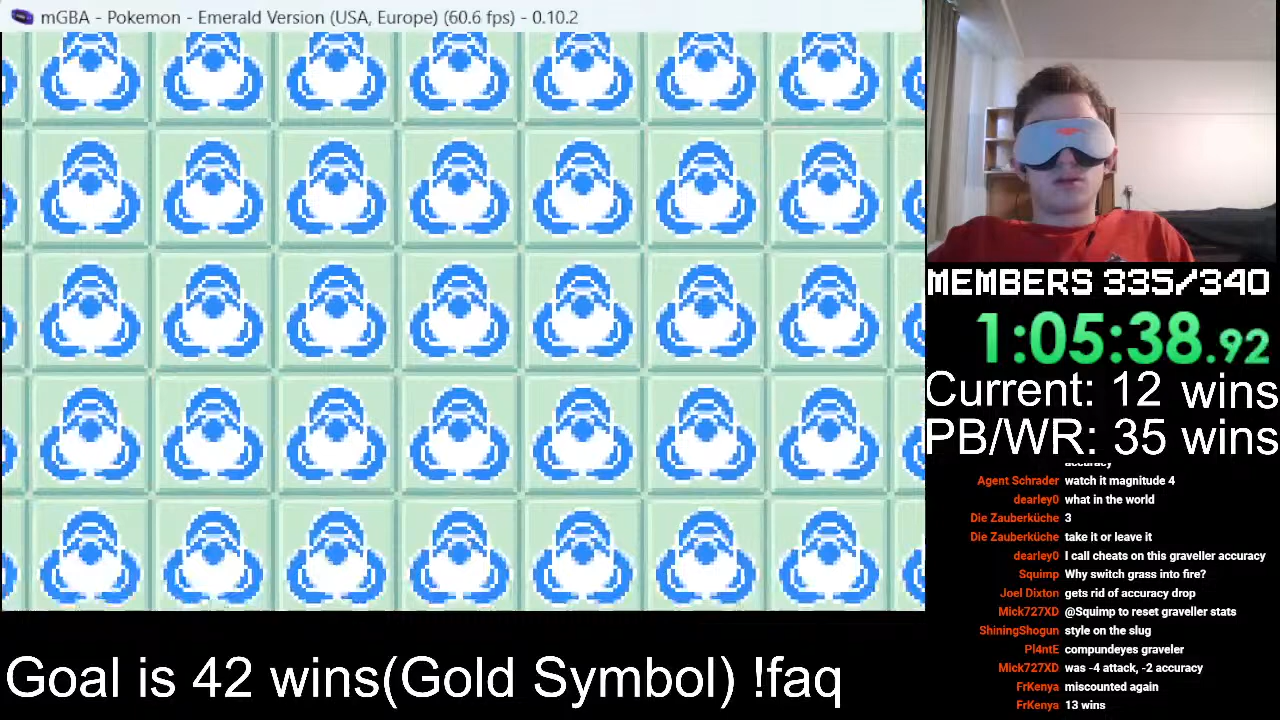 mGBA - Pokemon - Emerald Version (USA, Europe) (60.6 fps) - 0.10.2
MEMBERS 335/340
1:05:38.92
Current: 12 wins
PB/WR: 35 wins
accuracy
Agent Schrader watch it magnitude 4
dearley0 what in the world
Die Zauberküche 3
Die Zauberküche take it or leave it
dearley0 I call cheats on this graveller accuracy
Squimp Why switch grass into fire?
Joel Dixton gets rid of accuracy drop
Mick727XD @Squimp to reset graveller stats
ShiningShogun style on the slug
Pl4ntE compundeyes graveler
Mick727XD was -4 attack, -2 accuracy
FrKenya miscounted again
FrKenya 13 wins
Goal is 42 wins(Gold Symbol) !faq